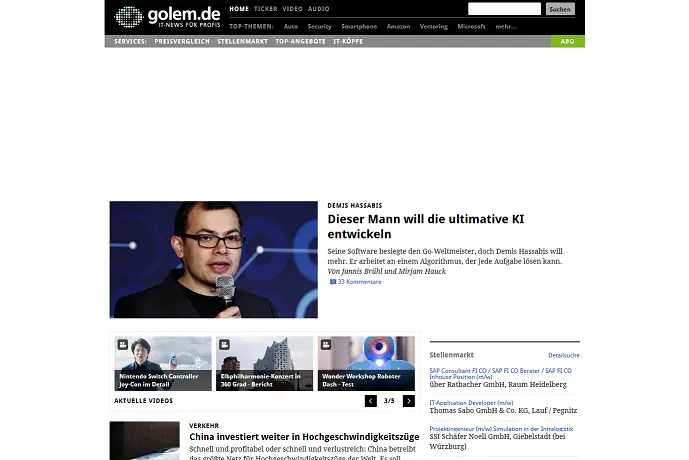 golem.de
IT-NEWS FÜR PROFIS
HOME TICKER VIDEO AUDIO
Suchen
TOP-THEMEN: Auto Security Smartphone Amazon Vectoring Microsoft mehr...
SERVICES: PREISVERGLEICH STELLENMARKT TOP-ANGEBOTE IT-KÖPFE
ABO
DEMIS HASSABIS
Dieser Mann will die ultimative KI
entwickeln
Seine Software besiegte den Go-Weltmeister, doch Demis Hassabis will
mehr. Er arbeitet an einem Algorithmus, der jede Aufgabe lösen kann.
Von Jannis Brühl und Mirjam Hauck
33 Kommentare
Nintendo Switch Controller
Joy-Con im Detail
Elbphilharmonie-Konzert in
360 Grad - Bericht
Wonder Workshop Roboter
Dash - Test
AKTUELLE VIDEOS
3/5
Stellenmarkt
Detailsuche
SAP Consultant FI CO / SAP FI CO Berater / SAP FI CO
Inhouse Position (m/w)
über Ratbacher GmbH, Raum Heidelberg
IT-Application Developer (m/w)
Thomas Sabo GmbH & Co. KG, Lauf / Pegnitz
Projektingenieur (m/w) Simulation in der Intralogistik
SSI Schäfer Noell GmbH, Giebelstadt (bei
Würzburg)
VERKEHR
China investiert weiter in Hochgeschwindigkeitszüge
Schnell und profitabel oder schnell und verlustreich: China betreibt
das größte Netz für Hochgeschwindigkeitszüge der Welt. Es soll